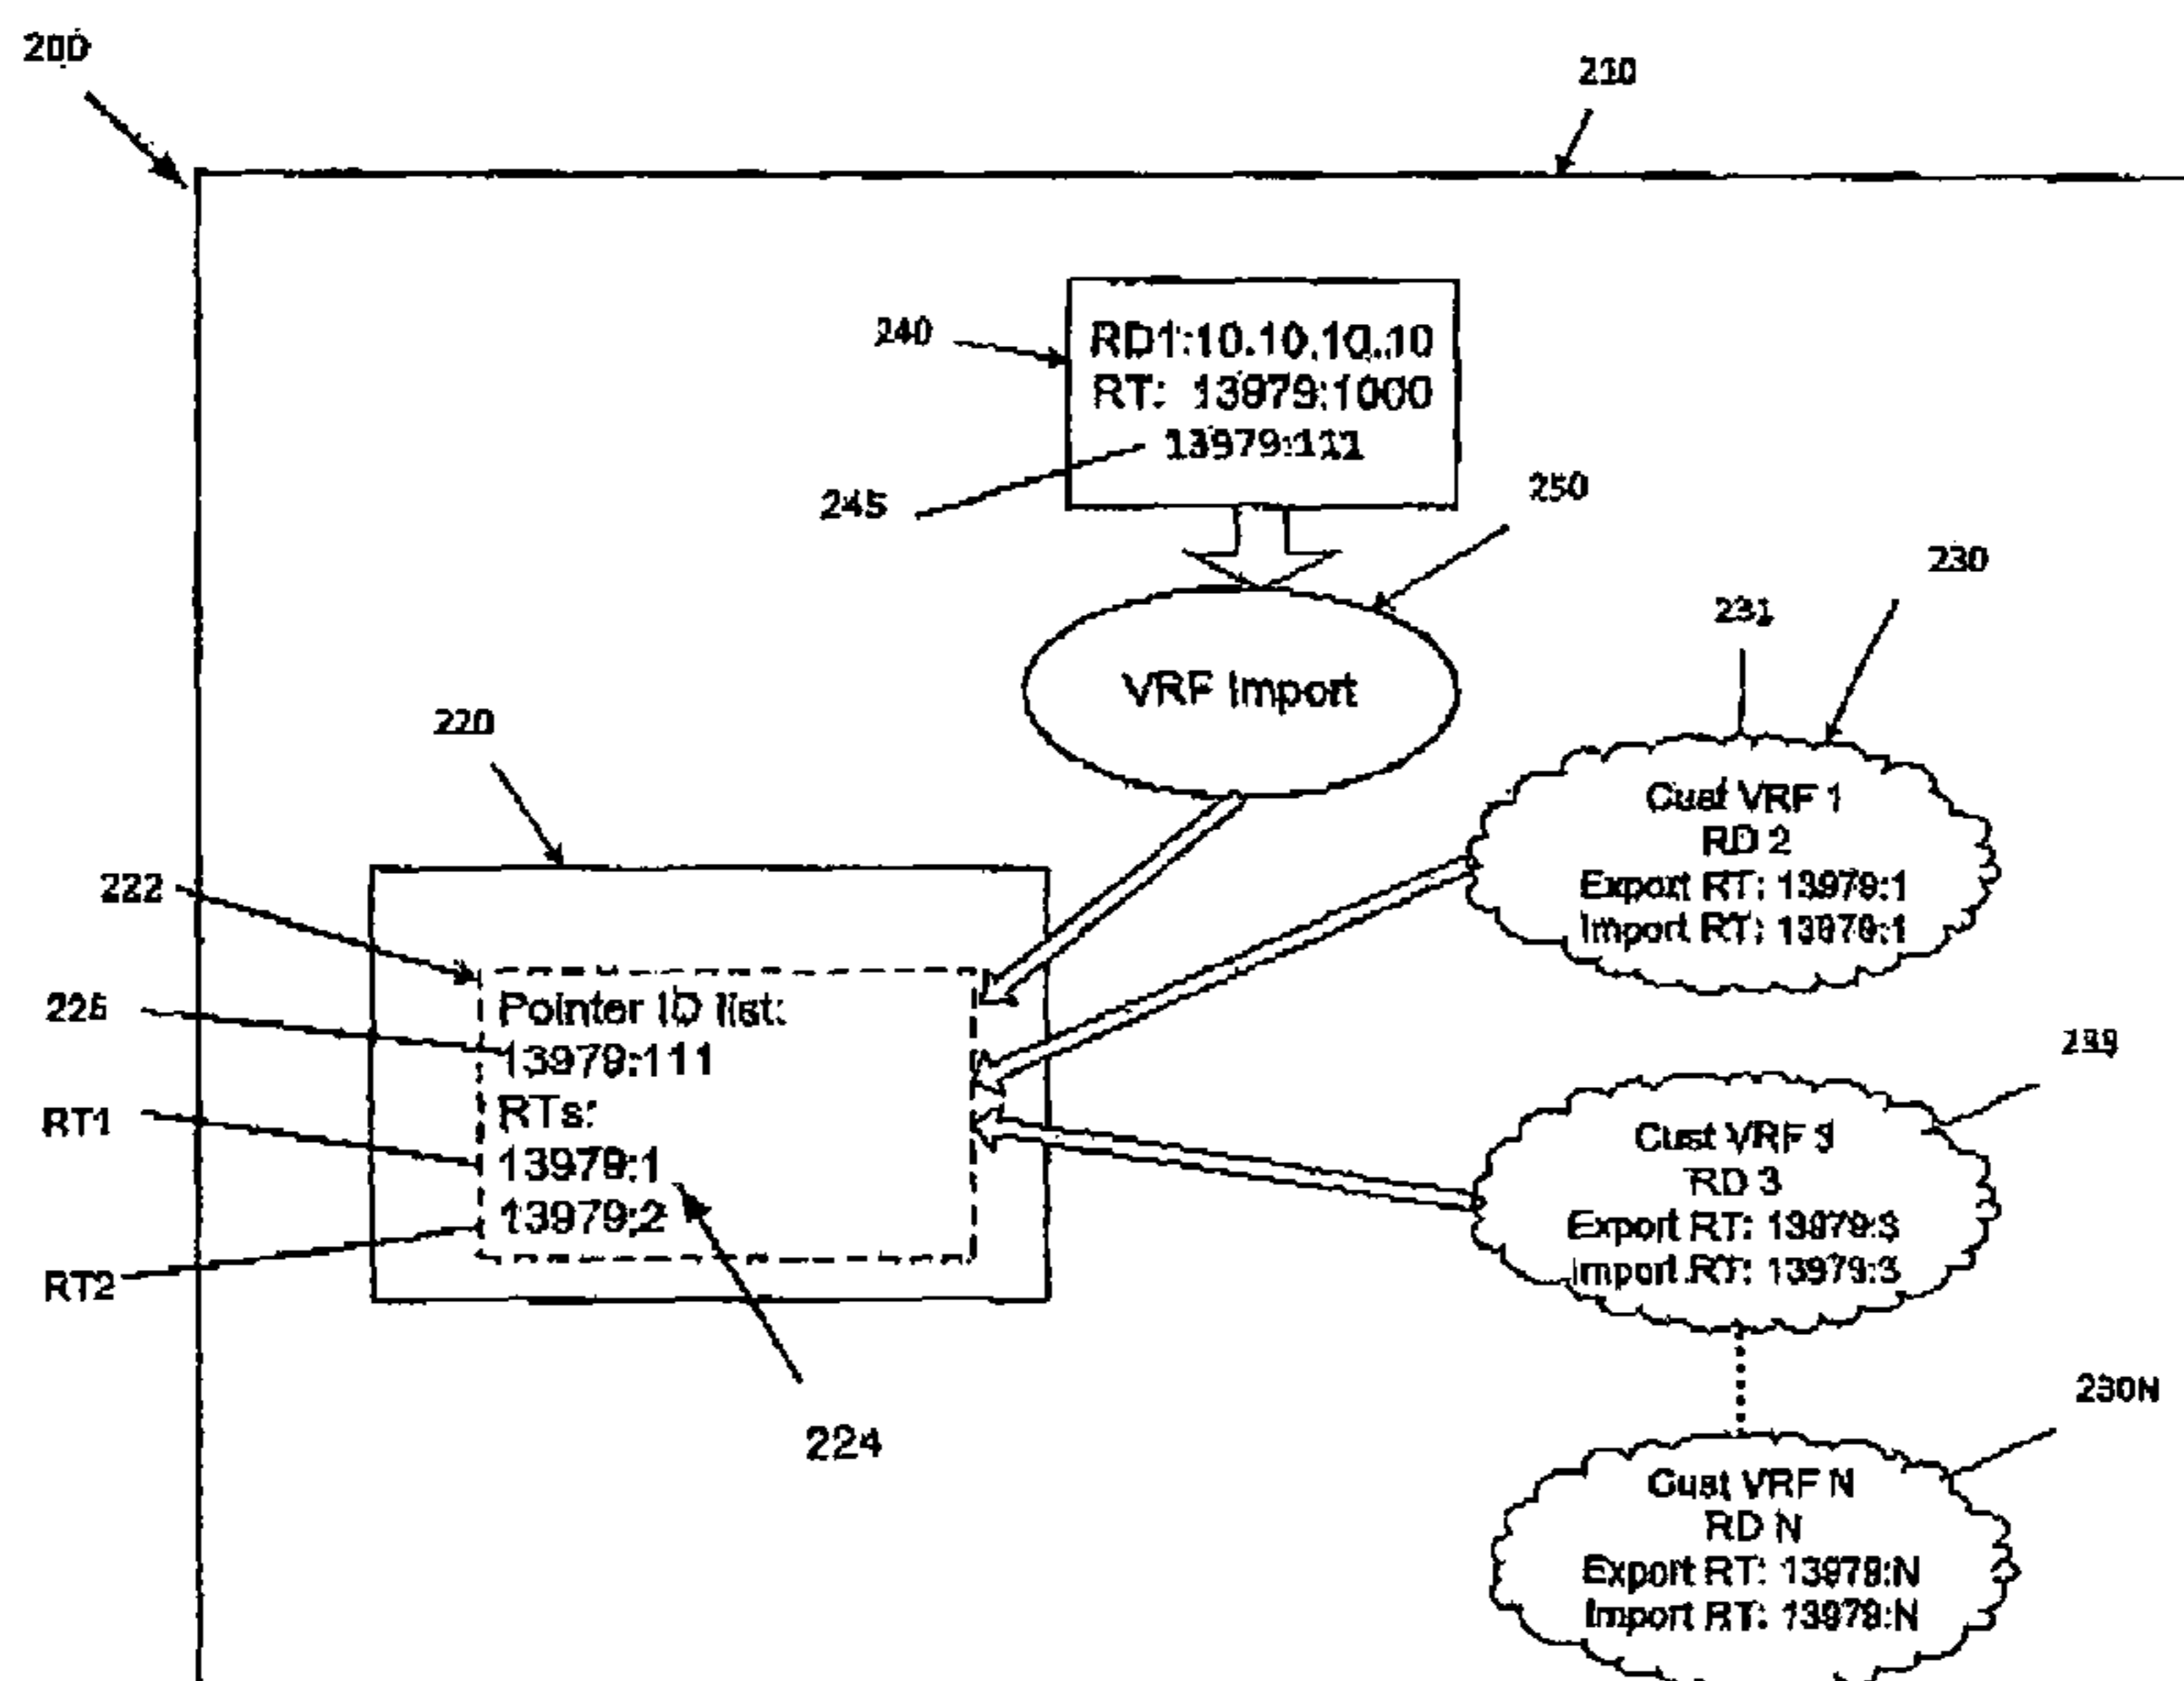 200
210
240
RD1:10.10.10.10
RT: 13979:1000
13979:111
245
250
VRF Import
230
231
220
Cust VRF 1
RD 2
Export RT: 13979:1
Import RT: 13979:1
222
Pointer ID list:
225
13979:111
RTs:
RT1
13979:1
13979:2
RT2
224
Cust VRF 3
RD 3
Export RT: 13979:3
Import RT: 13979:3
230N
Cust VRF N
RD N
Export RT: 13979:N
Import RT: 13979:N